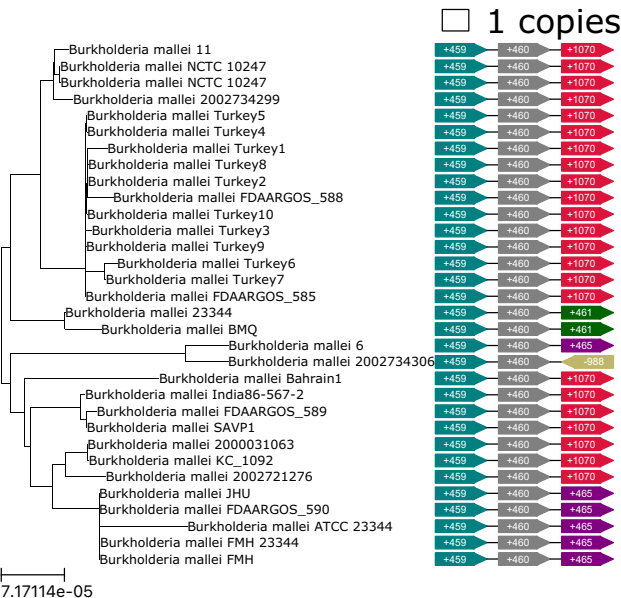 1 copies
Burkholderia mallei 11 +459 +460 +1070
Burkholderia mallei NCTC 10247 +459 +460 +1070
Burkholderia mallei NCTC 10247 +459 +460 +1070
Burkholderia mallei 2002734299 +459 +460 +1070
Burkholderia mallei Turkey5 +459 +460 +1070
Burkholderia mallei Turkey4 +459 +460 +1070
Burkholderia mallei Turkey1 +459 +460 +1070
Burkholderia mallei Turkey8 +459 +460 +1070
Burkholderia mallei Turkey2 +459 +460 +1070
Burkholderia mallei FDAARGOS_588 +459 +460 +1070
Burkholderia mallei Turkey10 +459 +460 +1070
Burkholderia mallei Turkey3 +459 +460 +1070
Burkholderia mallei Turkey9 +459 +460 +1070
Burkholderia mallei Turkey6 +459 +460 +1070
Burkholderia mallei Turkey7 +459 +460 +1070
Burkholderia mallei FDAARGOS_585 +459 +460 +1070
Burkholderia mallei 23344 +459 +460 +461
Burkholderia mallei BMQ +459 +460 +461
Burkholderia mallei 6 +459 +460 +465
Burkholderia mallei 2002734306 +459 +460 -988
Burkholderia mallei Bahrain1 +459 +460 +1070
Burkholderia mallei India86-567-2 +459 +460 +1070
Burkholderia mallei FDAARGOS_589 +459 +460 +1070
Burkholderia mallei SAVP1 +459 +460 +1070
Burkholderia mallei 2000031063 +459 +460 +1070
Burkholderia mallei KC_1092 +459 +460 +1070
Burkholderia mallei 2002721276 +459 +460 +1070
Burkholderia mallei JHU +459 +460 +465
Burkholderia mallei FDAARGOS_590 +459 +460 +465
Burkholderia mallei ATCC 23344 +459 +460 +465
Burkholderia mallei FMH 23344 +459 +460 +465
Burkholderia mallei FMH +459 +460 +465
7.17114e-05